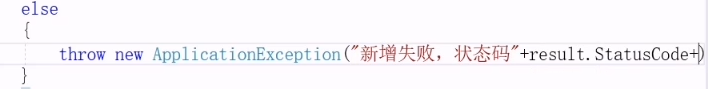 else
{
throw new ApplicationException("新增失败，状态码"+result.StatusCode+)
}